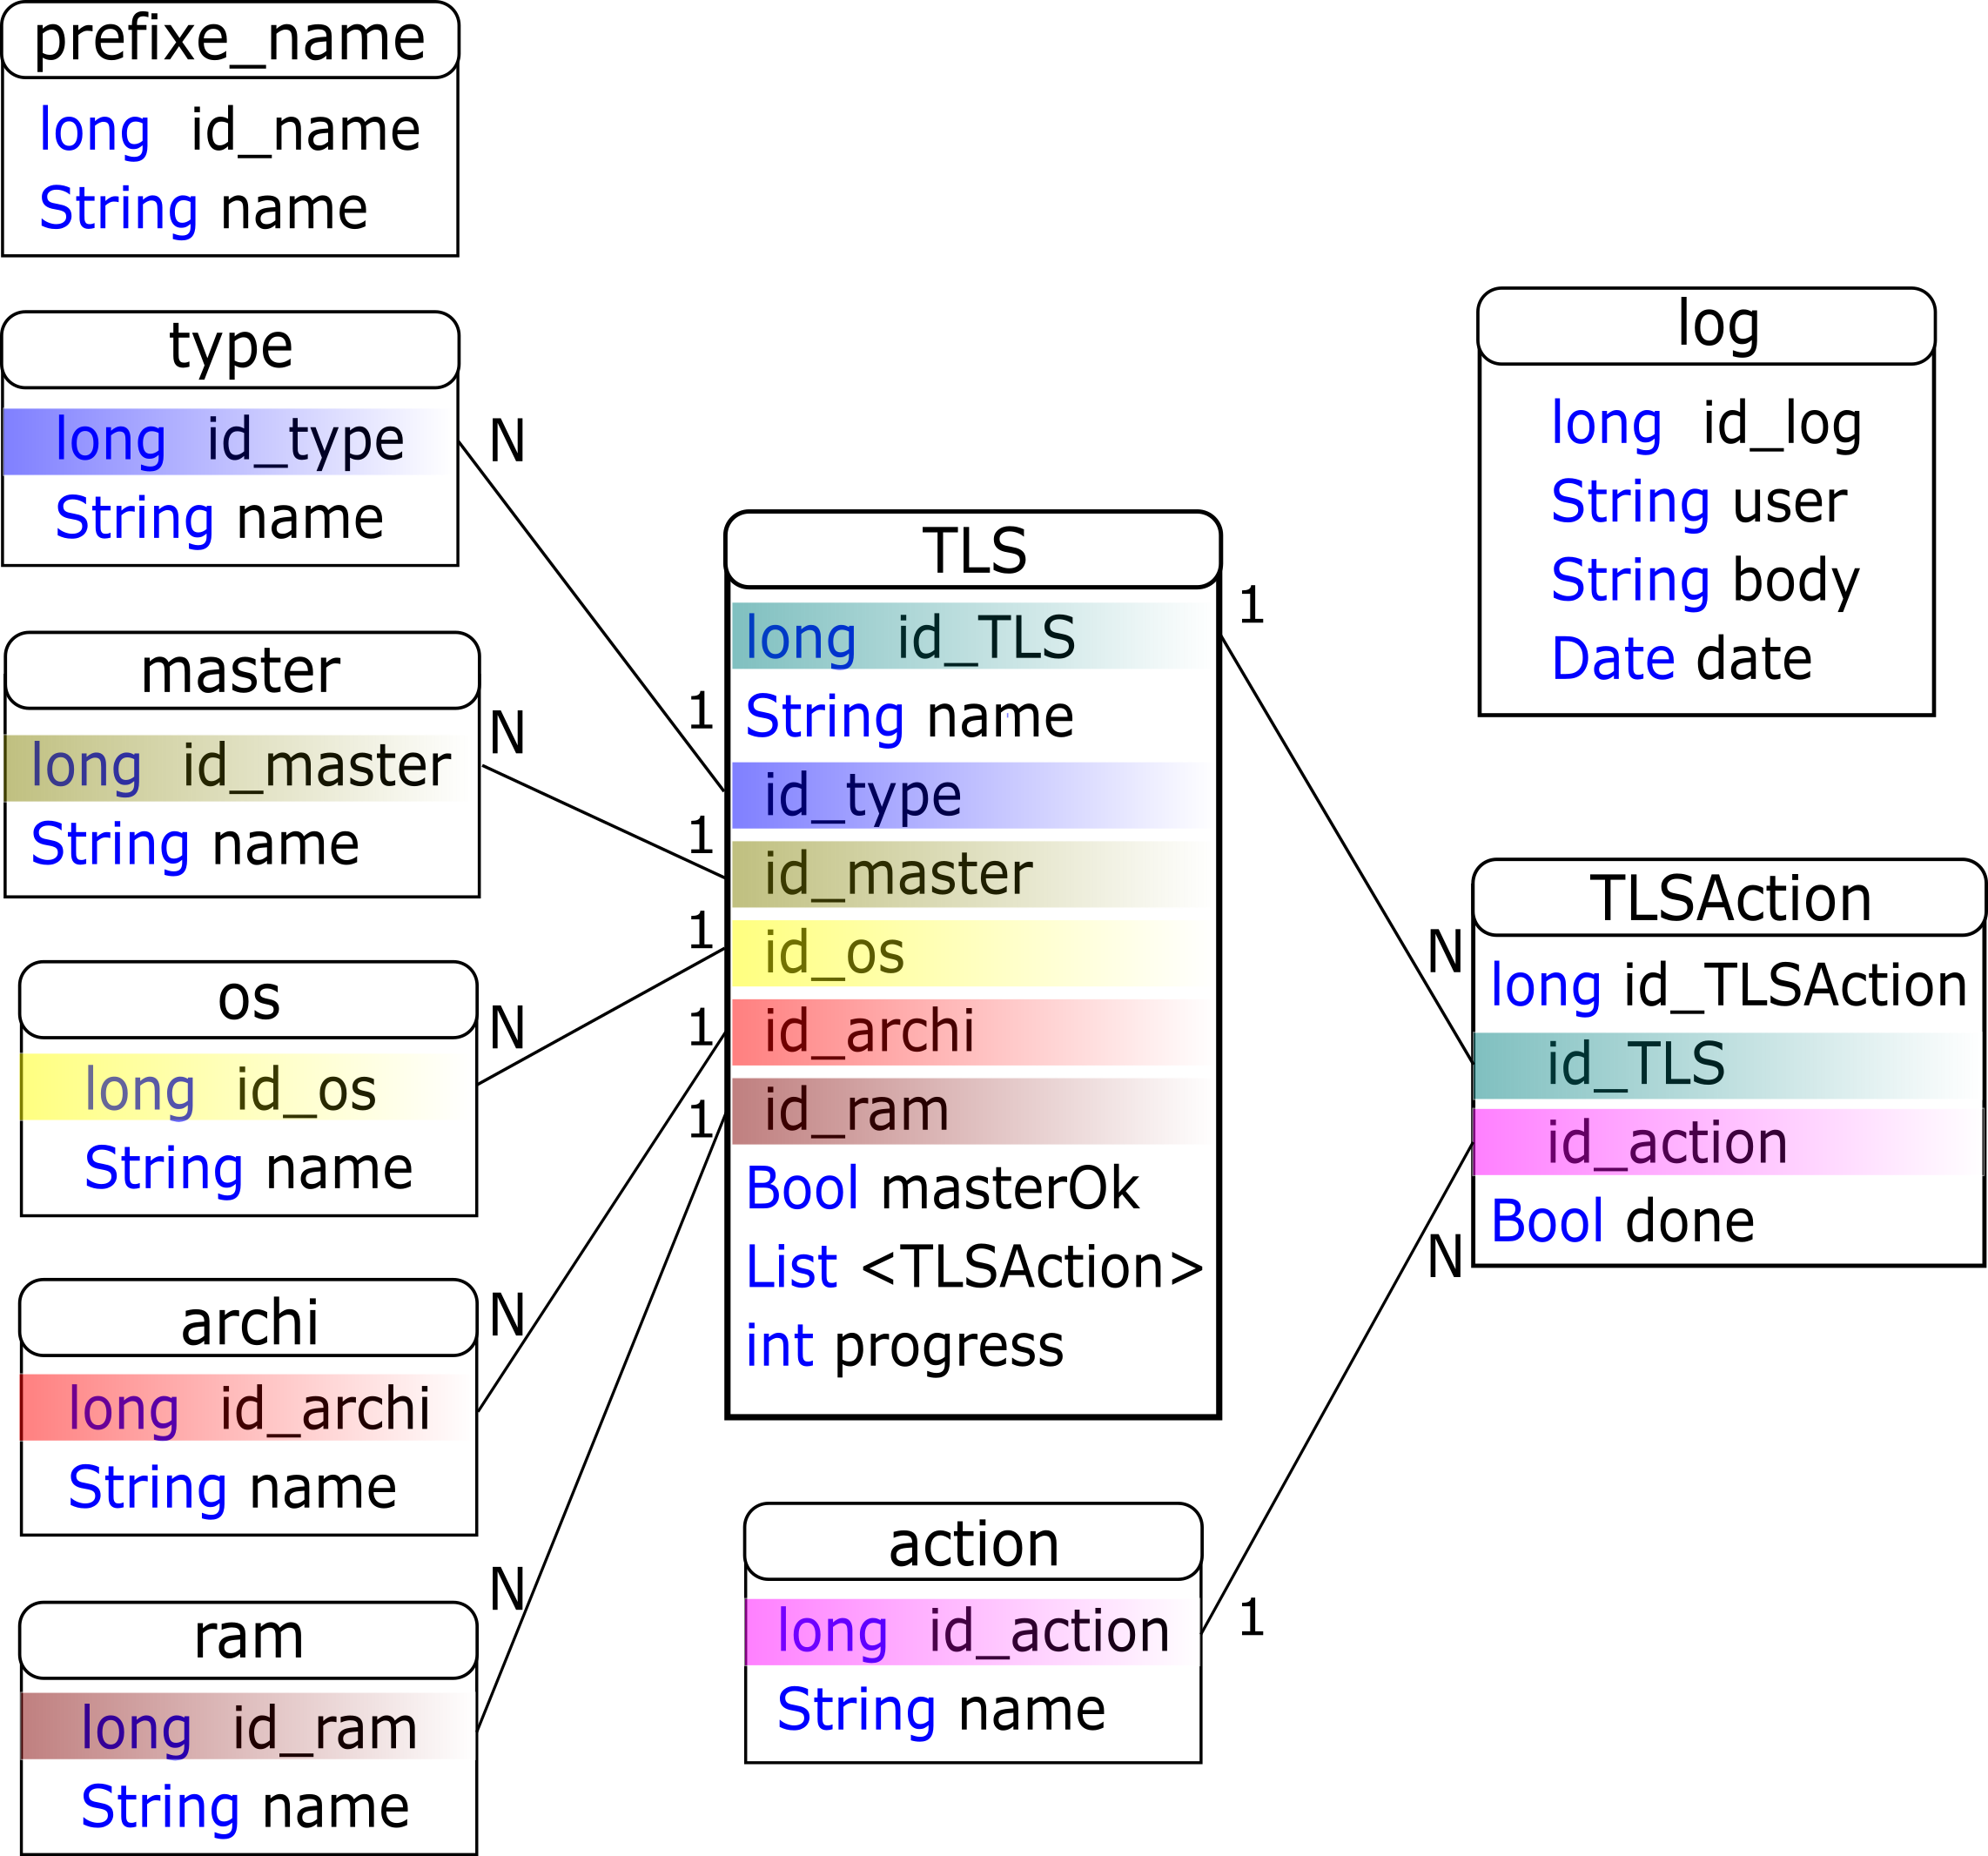 prefixe_name
long id_name
String name
type
long id_type
String name
N
master
long id_master
String name
N
os
long id_os
String name
N
archi
long id_archi
String name
N
ram
long id_ram
String name
N
TLS
long id_TLS
String name
id_type
id_master
id_os
id_archi
id_ram
Bool masterOk
List <TLSAction>
int progress
1
1
1
1
1
1
action
long id_action
String name
1
log
long id_log
String user
String body
Date date
TLSAction
long id_TLSAction
id_TLS
id_action
Bool done
N
N